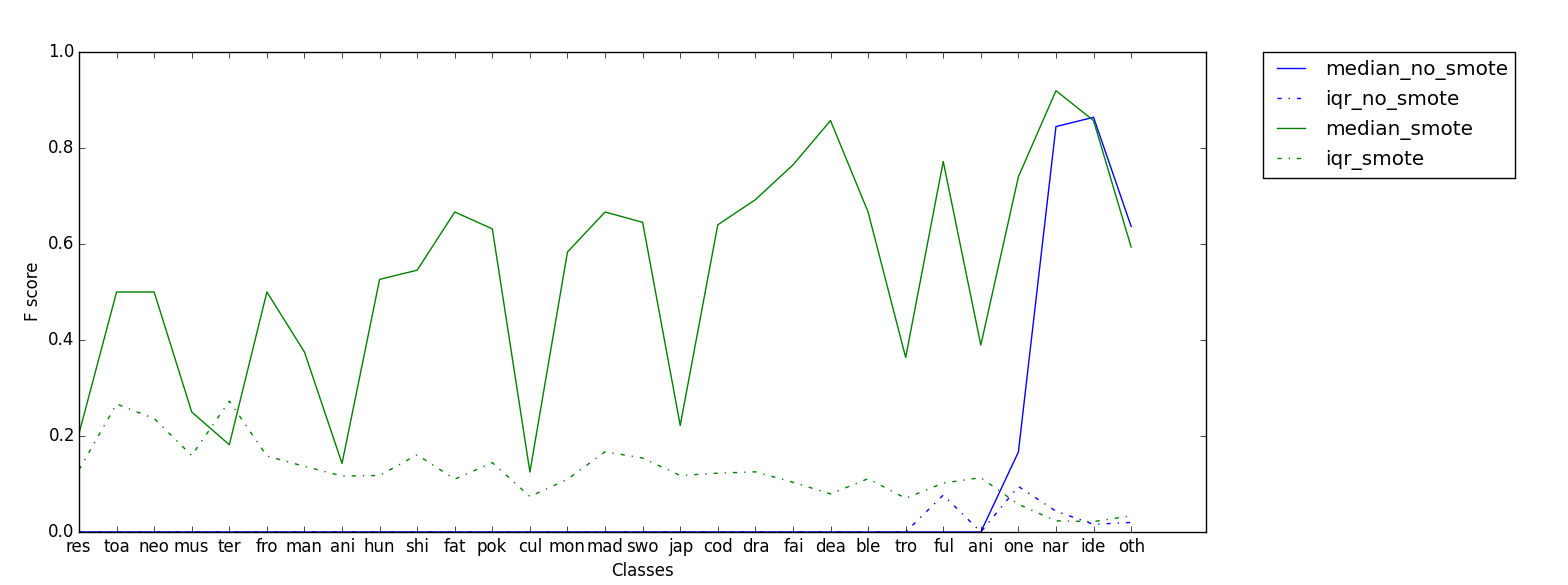 1.0
0.8
0.6
0.4
0.2
0.0
F score
res toa neo mus ter fro man ani hun shi fat pok cul mon mad swo jap cod dra fai dea ble tro ful ani one nar ide oth
Classes
median_no_smote
iqr_no_smote
median_smote
iqr_smote